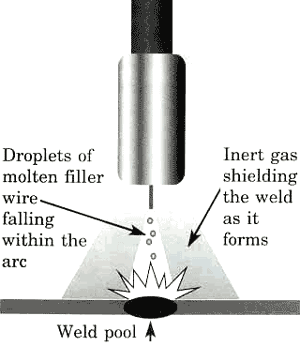 Droplets of
molten filler
wire
falling
within the
arc
Inert gas
shielding
the weld
as it
forms
Weld pool